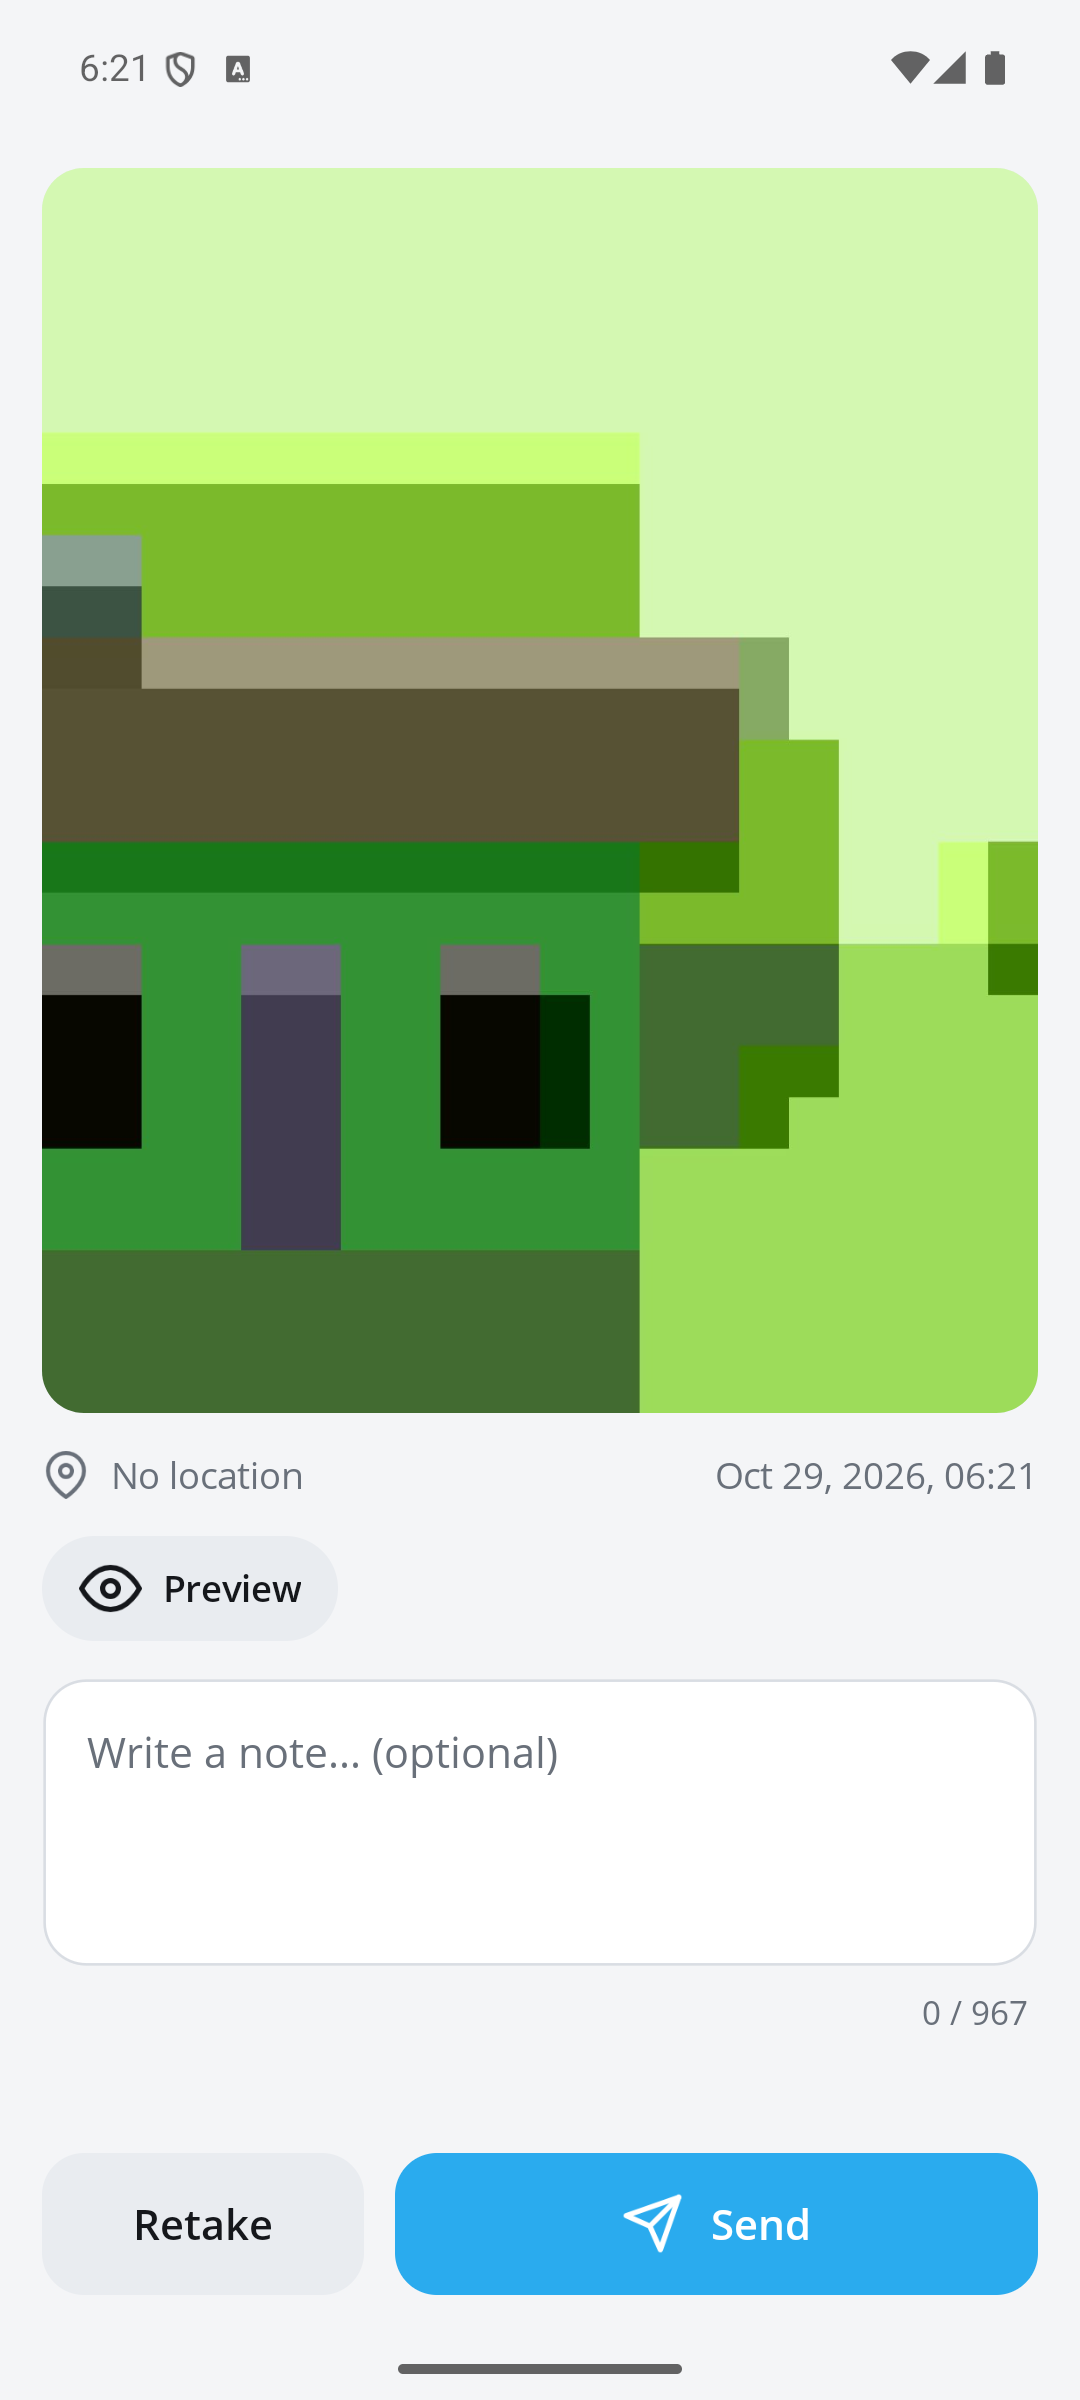 6:21
No location
Oct 29, 2026, 06:21
Preview
Write a note... (optional)
0 / 967
Retake
Send